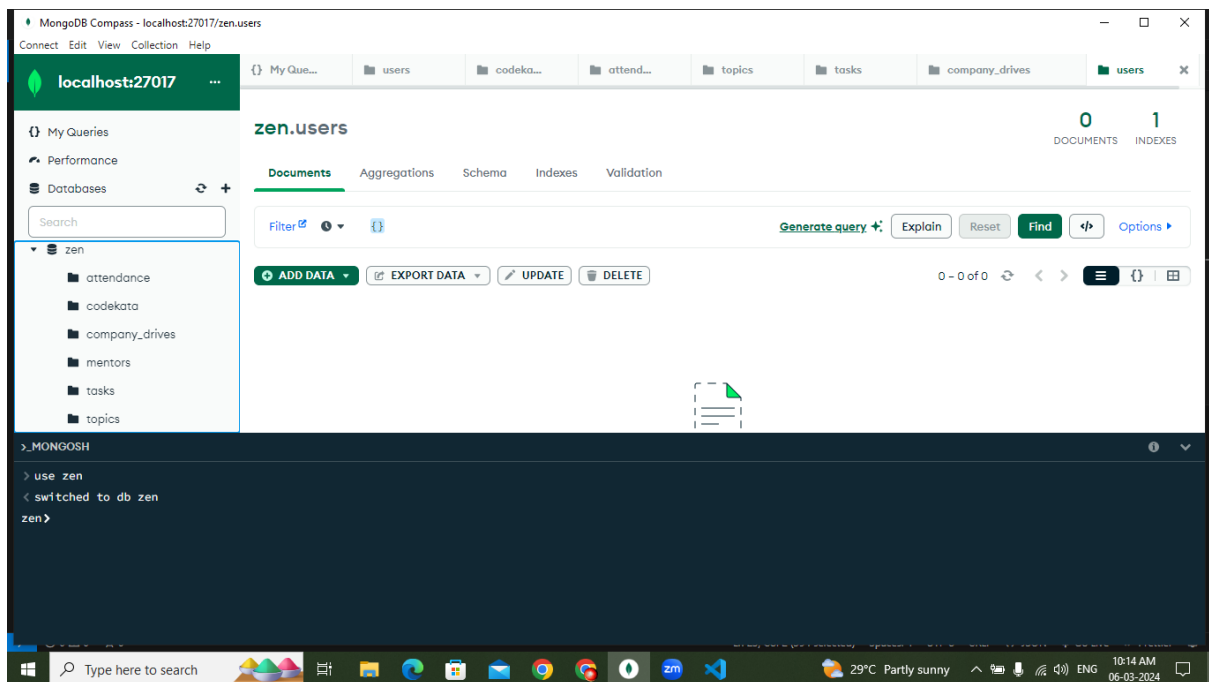 MongoDB Compass - localhost:27017/zen.users
Connect Edit View Collection Help
localhost:27017 ...
{} My Que... users codeka... attend... topics tasks company_drives users
{} My Queries
Performance
Databases
Search
zen
attendance
codekata
company_drives
mentors
tasks
topics
zen.users
0 DOCUMENTS
1 INDEXES
Documents Aggregations Schema Indexes Validation
Filter {} Generate query Explain Reset Find </> Options
ADD DATA EXPORT DATA UPDATE DELETE 0 – 0 of 0 {}
>_MONGOSH
> use zen
< switched to db zen
zen>
Type here to search 29°C Partly sunny ENG 10:14 AM
06-03-2024
zm